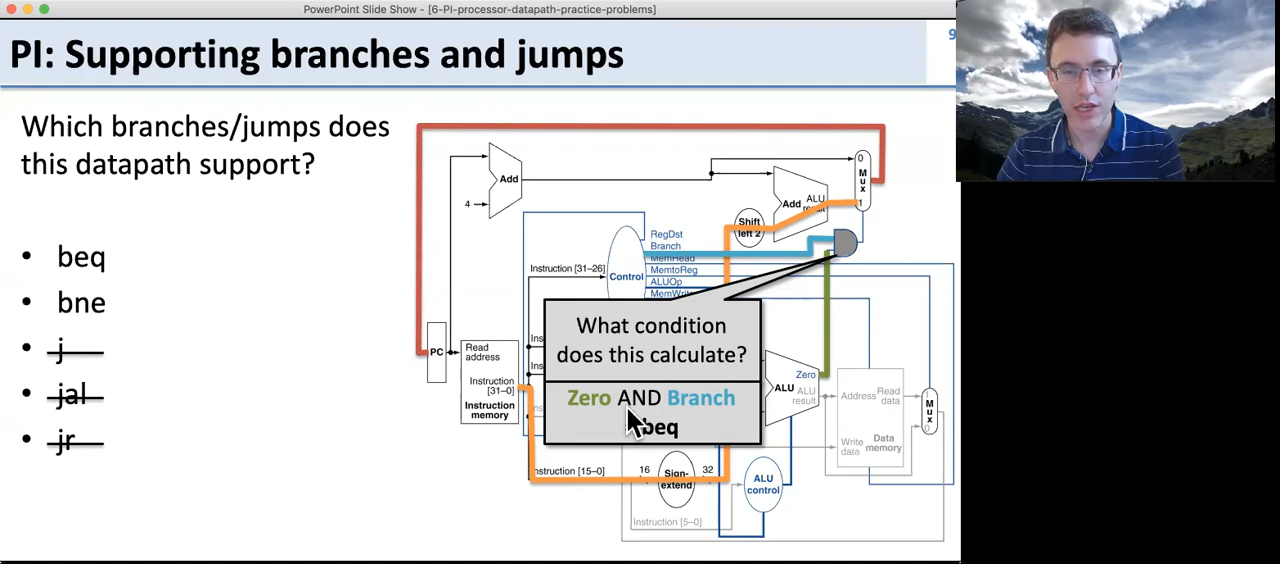 PowerPoint Slide Show - [6-PI-processor-datapath-practice-problems]
PI: Supporting branches and jumps
9
Which branches/jumps does
this datapath support?
• beq
• bne
• j
• jal
• jr
Add
4
Add
ALU
result
0
Mux
1
Shift
left 2
RegDst
Branch
MemRead
MemtoReg
ALUOp
MemWrite
Instruction [31–26]
Control
PC
Read
address
Instruction
[31–0]
Instruction
memory
What condition
does this calculate?
Zero AND Branch
beq
Zero
ALU
ALU
result
Address
Read
data
Write
data
Data
memory
1
Mux
0
Instruction [15–0]
16
Sign-
extend
32
ALU
control
Instruction [5–0]